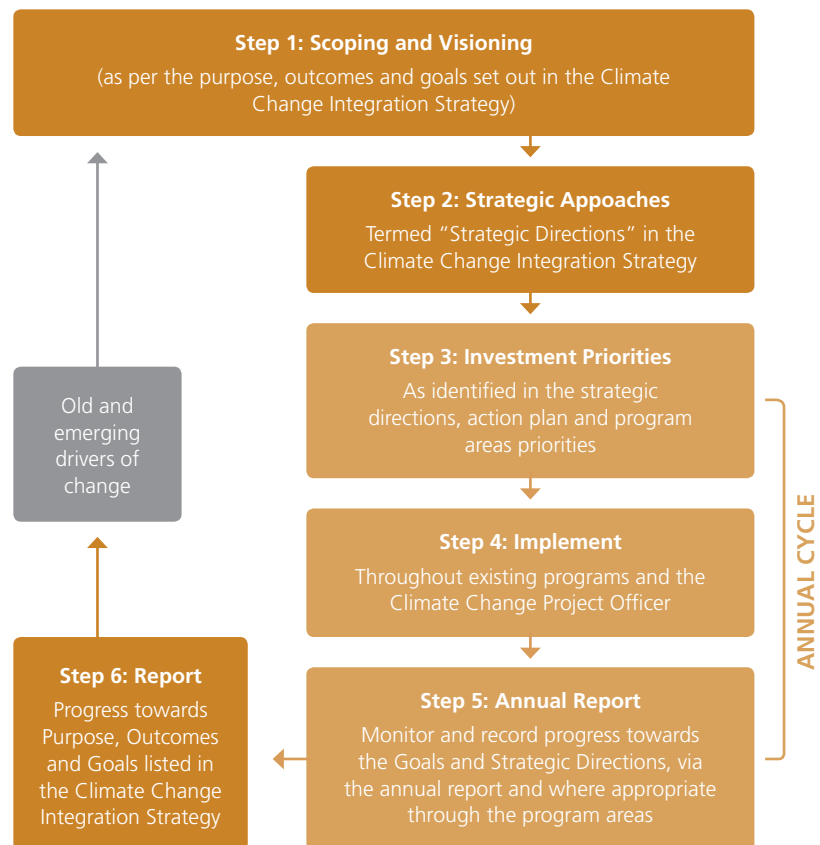 Step 1: Scoping and Visioning
(as per the purpose, outcomes and goals set out in the Climate
Change Integration Strategy)
Step 2: Strategic Appoaches
Termed “Strategic Directions” in the
Climate Change Integration Strategy
Step 3: Investment Priorities
As identified in the strategic
directions, action plan and program
areas priorities
Old and
emerging
drivers of
change
Step 4: Implement
Throughout existing programs and the
Climate Change Project Officer
ANNUAL CYCLE
Step 5: Annual Report
Monitor and record progress towards
the Goals and Strategic Directions, via
the annual report and where appropriate
through the program areas
Step 6: Report
Progress towards
Purpose, Outcomes
and Goals listed in
the Climate Change
Integration Strategy